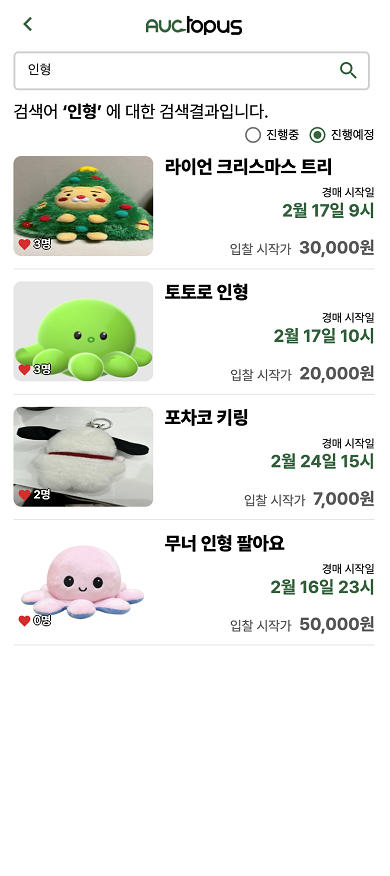 Auctopus
인형
검색어 ‘인형’ 에 대한 검색결과입니다.
진행중 진행예정
라이언 크리스마스 트리
경매 시작일
2월 17일 9시
3명
입찰 시작가 30,000원
토토로 인형
경매 시작일
2월 17일 10시
3명
입찰 시작가 20,000원
포차코 키링
경매 시작일
2월 24일 15시
2명
입찰 시작가 7,000원
무너 인형 팔아요
경매 시작일
2월 16일 23시
0명
입찰 시작가 50,000원